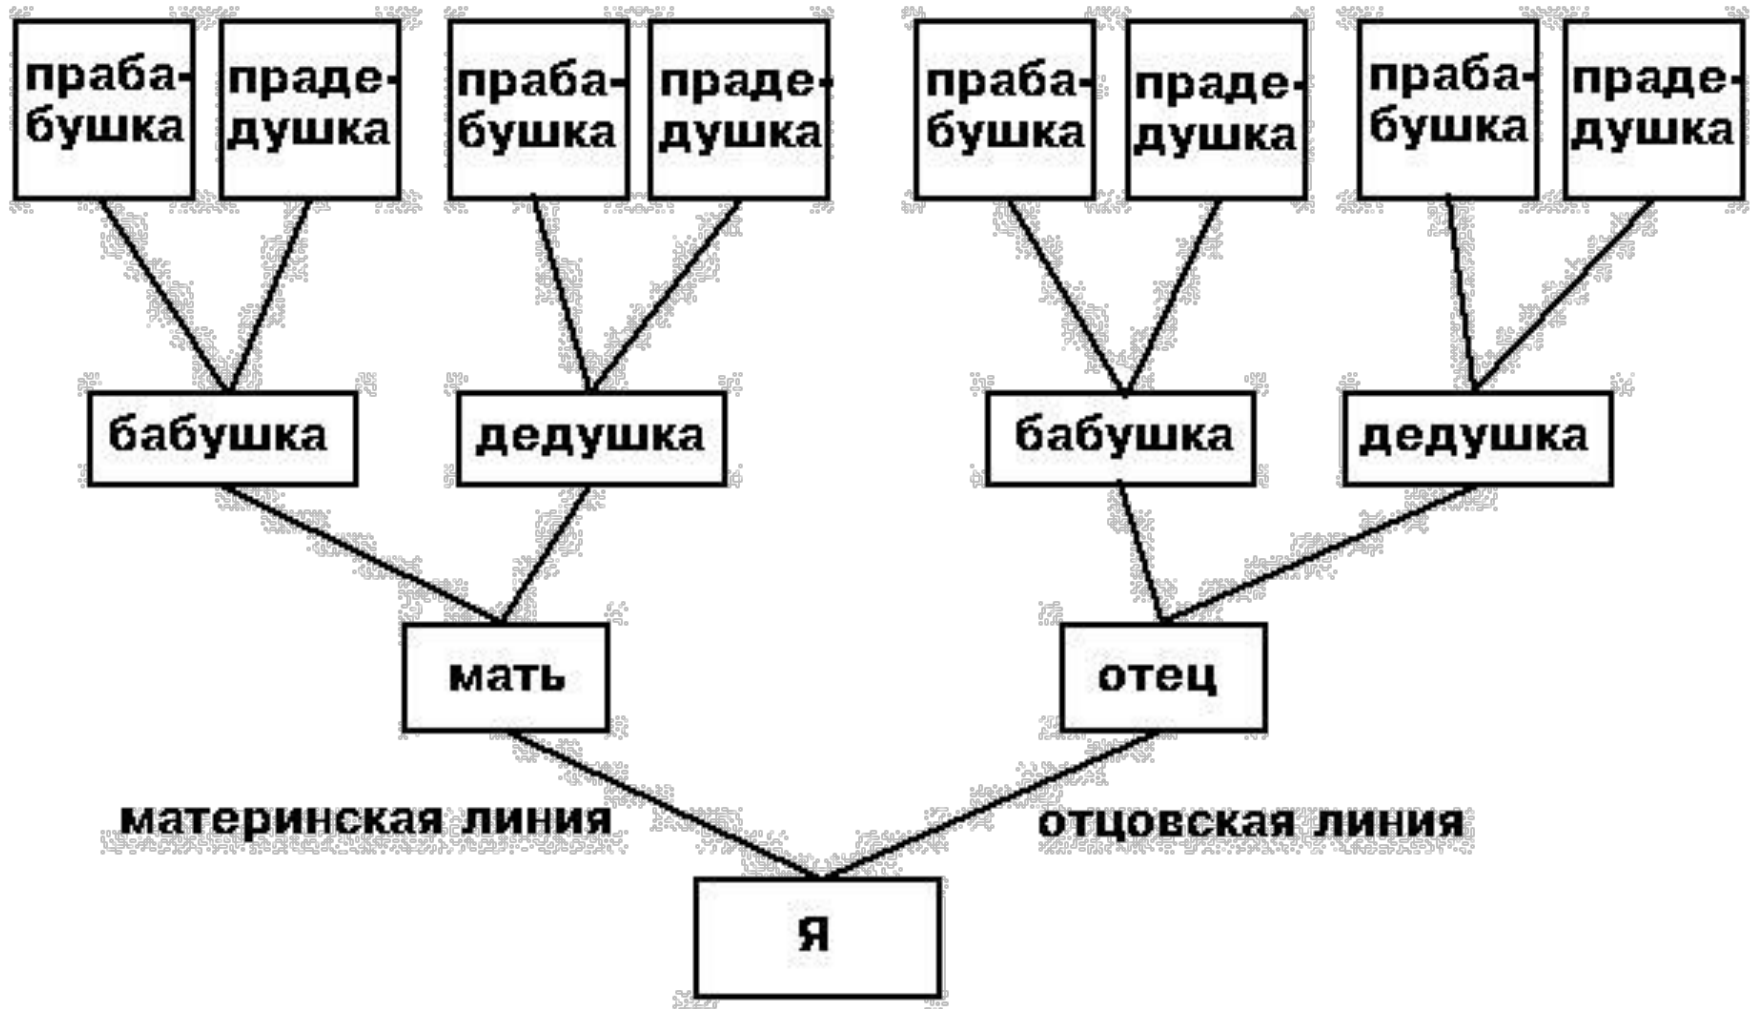 праба-
бушка
праде-
душка
праба-
бушка
праде-
душка
праба-
бушка
праде-
душка
праба-
бушка
праде-
душка
бабушка
дедушка
бабушка
дедушка
мать
отец
материнская линия
отцовская линия
Я